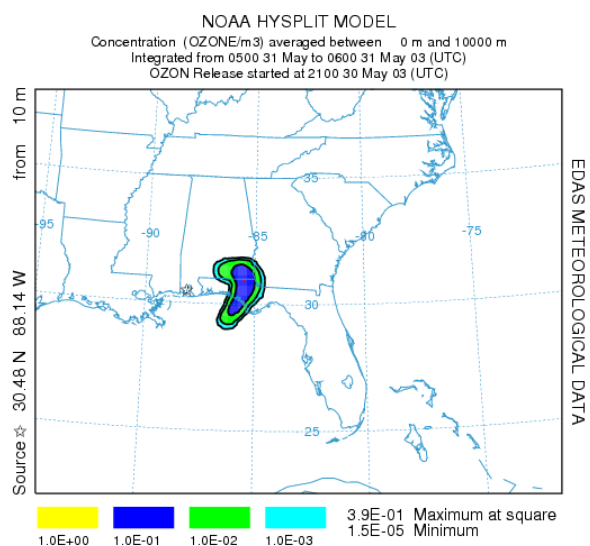 NOAA HYSPLIT MODEL
Concentration (OZONE/m3) averaged between 0 m and 10000 m
Integrated from 0500 31 May to 0600 31 May 03 (UTC)
OZON Release started at 2100 30 May 03 (UTC)
Source ☆ 30.48 N 88.14 W from 10 m
EDAS METEOROLOGICAL DATA
35
-95
-90
-85
-80
-75
30
25
3.9E-01 Maximum at square
1.5E-05 Minimum
1.0E+00 1.0E-01 1.0E-02 1.0E-03